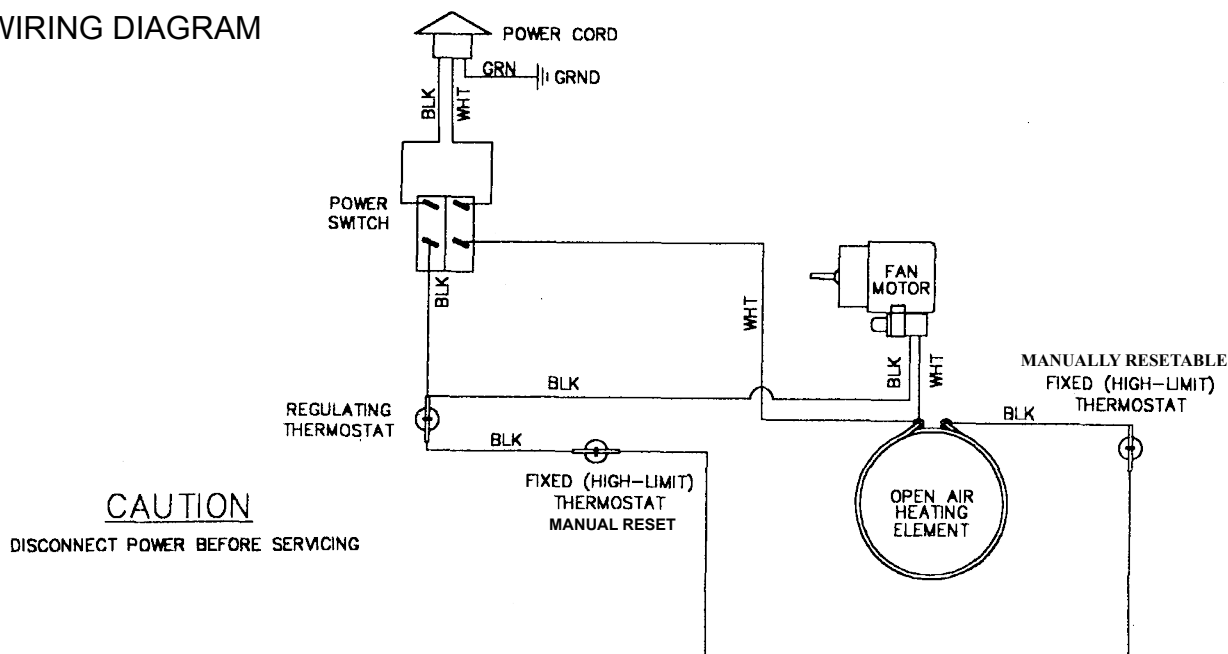 WIRING DIAGRAM
POWER CORD
GRN
GRND
BLK
WHT
POWER
SWITCH
BLK
WHT
FAN
MOTOR
BLK
WHT
MANUALLY RESETABLE
FIXED (HIGH-LIMIT)
THERMOSTAT
BLK
BLK
REGULATING
THERMOSTAT
BLK
FIXED (HIGH-LIMIT)
THERMOSTAT
MANUAL RESET
OPEN AIR
HEATING
ELEMENT
CAUTION
DISCONNECT POWER BEFORE SERVICING